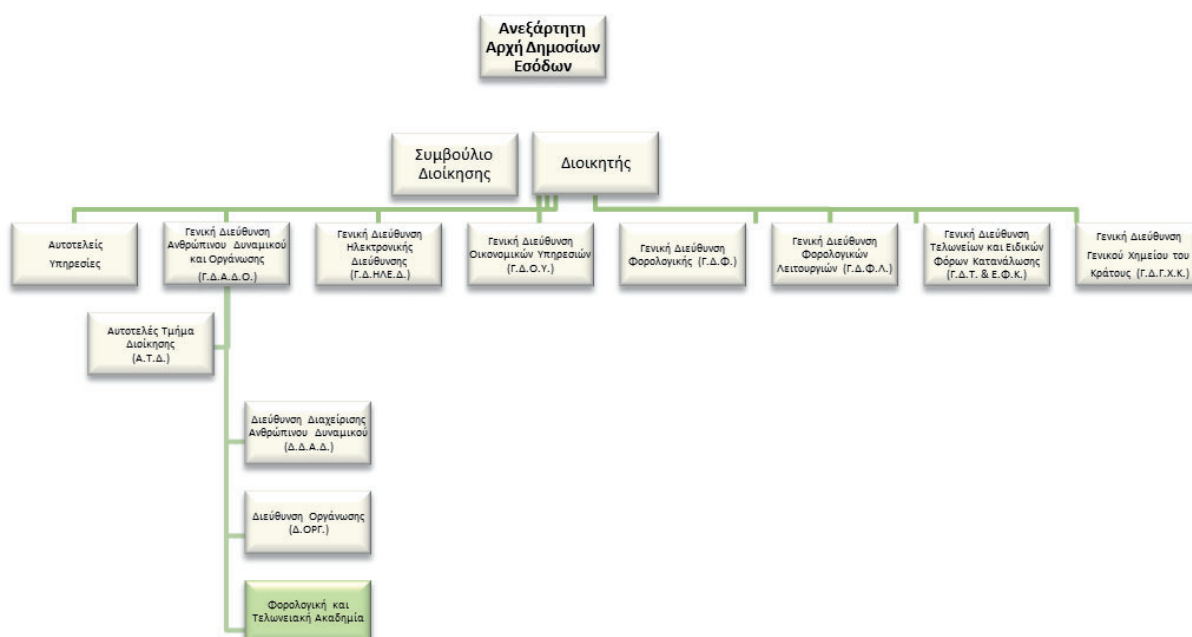 Ανεξάρτητη
Αρχή Δημοσίων
Εσόδων
Συμβούλιο
Διοίκησης
Διοικητής
Αυτοτελείς
Υπηρεσίες
Γενική Διεύθυνση
Ανθρώπινου Δυναμικού
και Οργάνωσης
(Γ.Δ.Α.Δ.Ο.)
Γενική Διεύθυνση
Ηλεκτρονικής
Διεύθυνσης
(Γ.Δ.ΗΛΕ.Δ.)
Γενική Διεύθυνση
Οικονομικών Υπηρεσιών
(Γ.Δ.Ο.Υ.)
Γενική Διεύθυνση
Φορολογικής (Γ.Δ.Φ.)
Γενική Διεύθυνση
Φορολογικών
Λειτουργιών (Γ.Δ.Φ.Λ.)
Γενική Διεύθυνση
Τελωνείων και Ειδικών
Φόρων Κατανάλωσης
(Γ.Δ.Τ. & Ε.Φ.Κ.)
Γενική Διεύθυνση
Γενικού Χημείου του
Κράτους (Γ.Δ.Γ.Χ.Κ.)
Αυτοτελές Τμήμα
Διοίκησης
(Α.Τ.Δ.)
Διεύθυνση Διαχείρισης
Ανθρώπινου Δυναμικού
(Δ.Δ.Α.Δ.)
Διεύθυνση Οργάνωσης
(Δ.ΟΡΓ.)
Φορολογική και
Τελωνειακή Ακαδημία